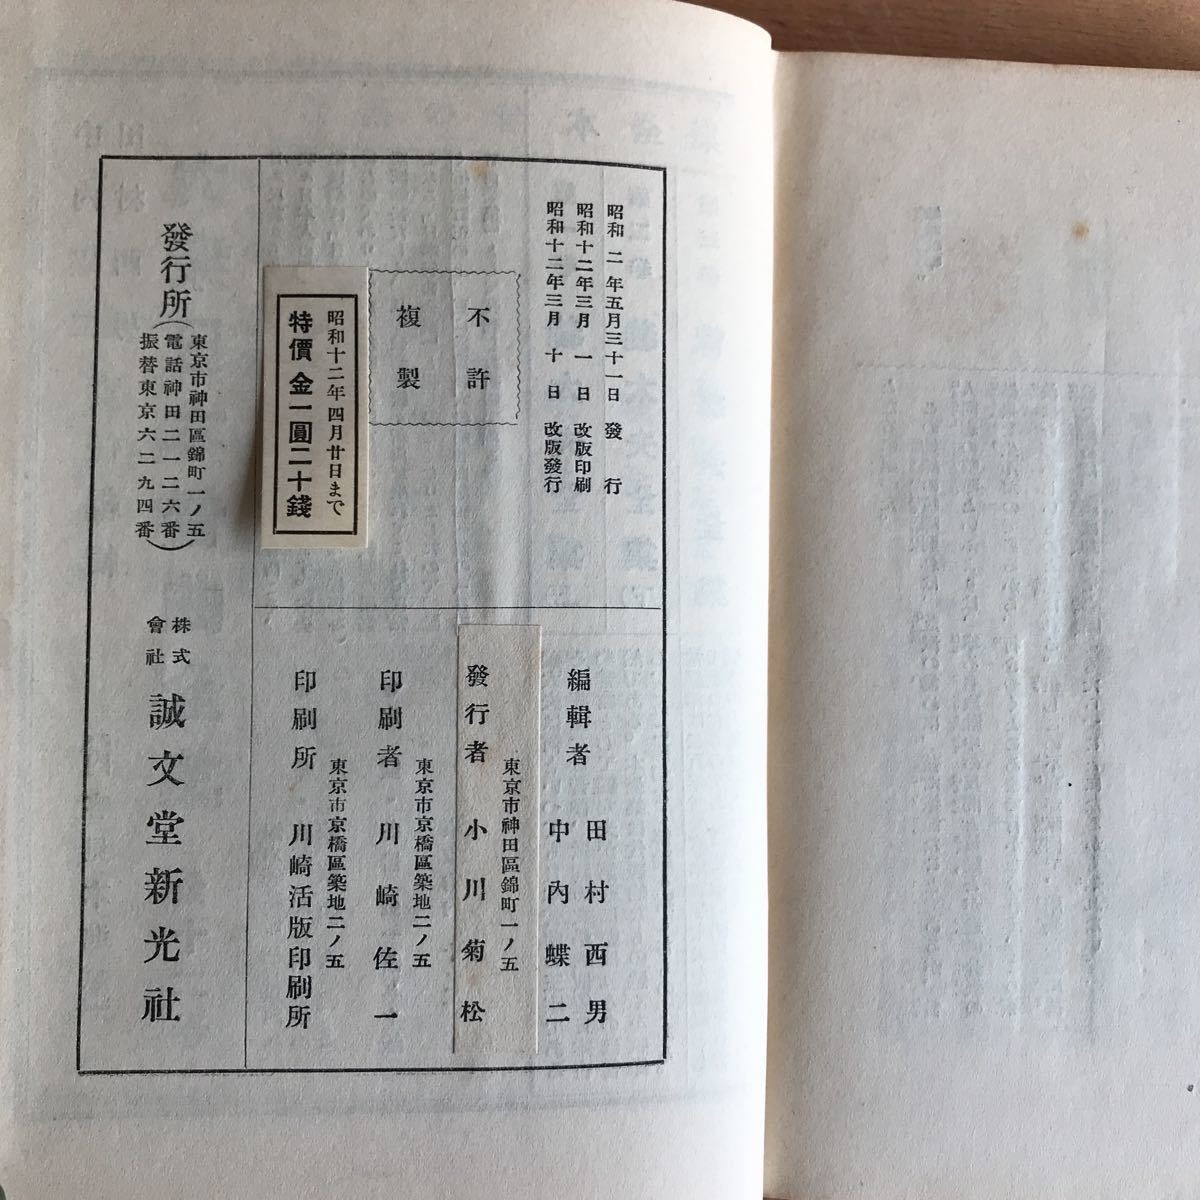 昭和二年五月三十一日發行
昭和十二年三月一日改版印刷
昭和十二年三月十日改版發行
不許
複製
昭和十二年四月廿日まで
特價金一圓二十錢
編輯者
田村西男
中內蝶二
東京市神田區錦町一ノ五
發行者小川菊松
東京市京橋區築地二ノ五
印刷者川崎佐一
東京市京橋區築地二ノ五
印刷所川崎活版印刷所
發行所
東京市神田區錦町一ノ五
電話神田二一二六番
振替東京六二九四番
株式
會社
誠文堂新光社